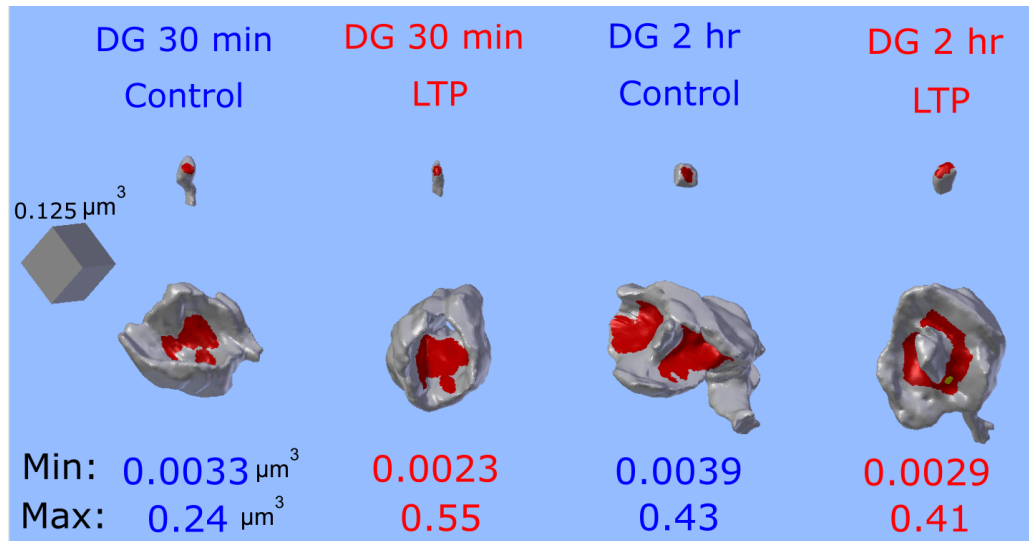 DG 30 min DG 30 min DG 2 hr DG 2 hr
Control LTP Control LTP
0.125 μm³
Min: 0.0033 μm³ 0.0023 0.0039 0.0029
Max: 0.24 μm³ 0.55 0.43 0.41